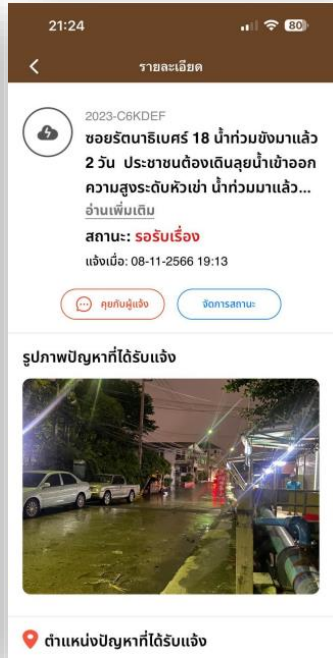 21:24
80
รายละเอียด
2023-C6KDEF
ซอยรัตนาธิเบศร์ 18 น้ำท่วมขังมาแล้ว
2 วัน ประชาชนต้องเดินลุยน้ำเข้าออก
ความสูงระดับหัวเข่า น้ำท่วมมาแล้ว...
อ่านเพิ่มเติม
สถานะ: รอรับเรื่อง
แจ้งเมื่อ: 08-11-2566 19:13
คุยกับผู้แจ้ง
จัดการสถานะ
รูปภาพปัญหาที่ได้รับแจ้ง
ตำแหน่งปัญหาที่ได้รับแจ้ง